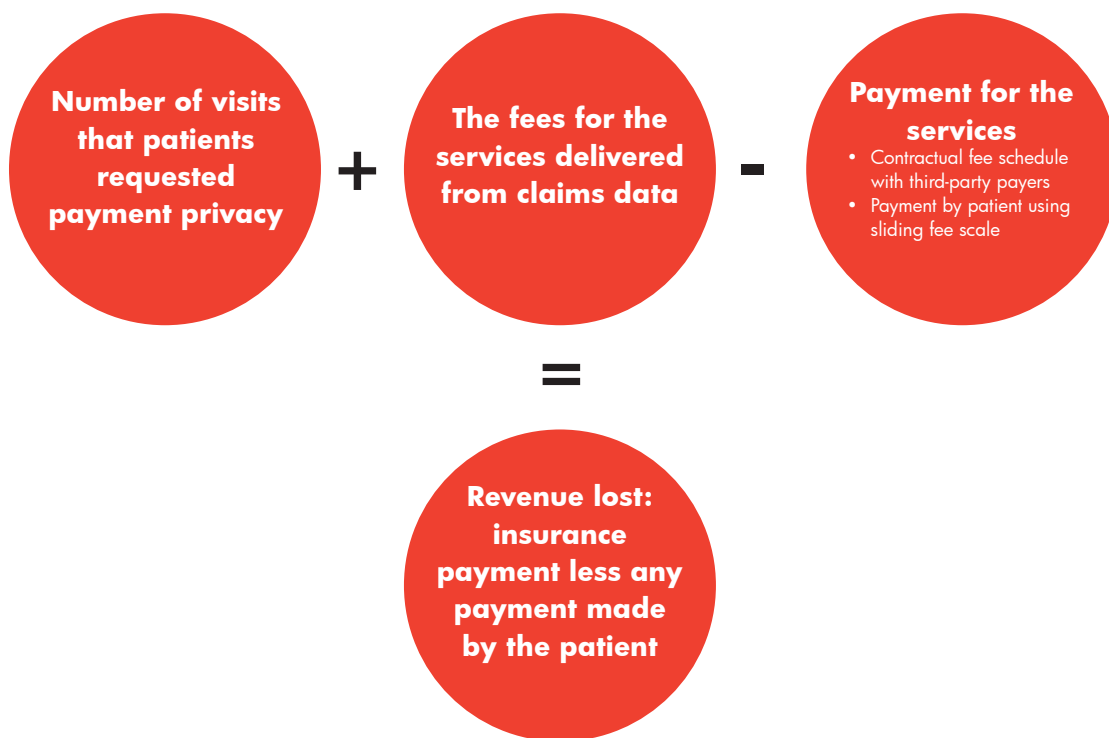 Number of visits
that patients
requested
payment privacy
+
The fees for the
services delivered
from claims data
-
Payment for the
services
• Contractual fee schedule
with third-party payers
• Payment by patient using
sliding fee scale
=
Revenue lost:
insurance
payment less any
payment made
by the patient